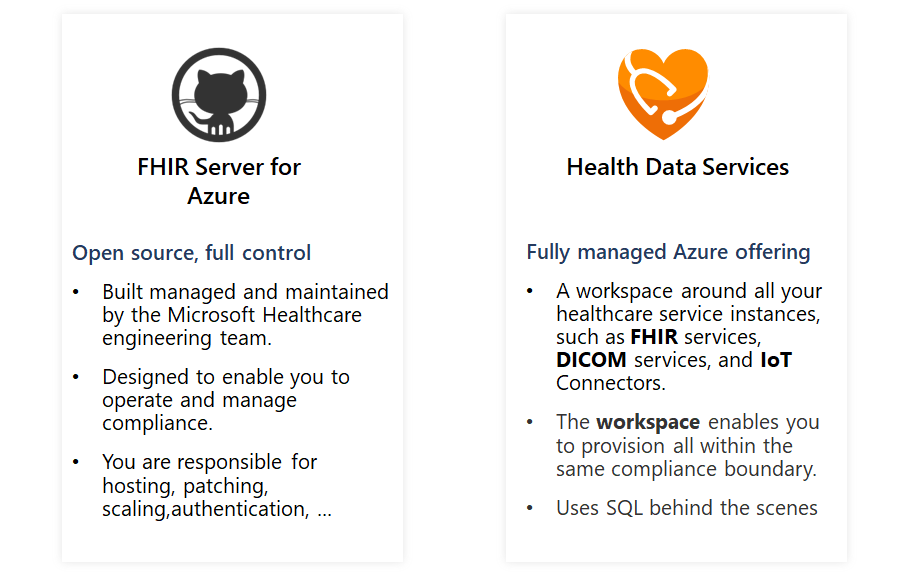 FHIR Server for
Azure
Open source, full control
• Built managed and maintained
by the Microsoft Healthcare
engineering team.
• Designed to enable you to
operate and manage
compliance.
• You are responsible for
hosting, patching,
scaling,authentication, ...
Health Data Services
Fully managed Azure offering
• A workspace around all your
healthcare service instances,
such as FHIR services,
DICOM services, and IoT
Connectors.
• The workspace enables you
to provision all within the
same compliance boundary.
• Uses SQL behind the scenes